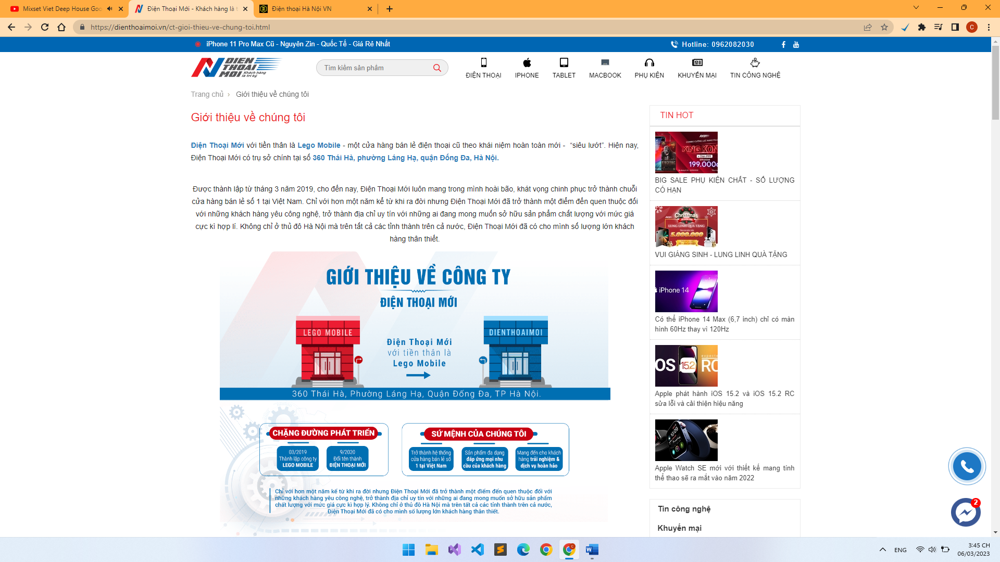 Mixset Viet Deep House Goo
Điện Thoại Mới - Khách hàng là t
Điện thoại Hà Nội VN
https://dienthoaimoi.vn/ct-gioi-thieu-ve-chung-toi.html
C
iPhone 11 Pro Max Cũ - Nguyên Zin - Quốc Tế - Giá Rẻ Nhất
Hotline: 0962082030
ĐIỆN THOẠI MỚI
Khách hàng là tri kỷ
Tìm kiếm sản phẩm
ĐIỆN THOẠI
IPHONE
TABLET
MACBOOK
PHỤ KIỆN
KHUYẾN MẠI
TIN CÔNG NGHỆ
Trang chủ › Giới thiệu về chúng tôi
Giới thiệu về chúng tôi
Điện Thoại Mới với tiền thân là Lego Mobile - một cửa hàng bán lẻ điện thoại cũ theo khái niệm hoàn toàn mới - “siêu lướt”. Hiện nay,
Điện Thoại Mới có trụ sở chính tại số 360 Thái Hà, phường Láng Hạ, quận Đống Đa, Hà Nội.
Được thành lập từ tháng 3 năm 2019, cho đến nay, Điện Thoại Mới luôn mang trong mình hoài bão, khát vọng chinh phục trở thành chuỗi
cửa hàng bán lẻ số 1 tại Việt Nam. Chỉ với hơn một năm kể từ khi ra đời nhưng Điện Thoại Mới đã trở thành một điểm đến quen thuộc đối
với những khách hàng yêu công nghệ, trở thành địa chỉ uy tín với những ai đang mong muốn sở hữu sản phẩm chất lượng với mức giá
cực kì hợp lí. Không chỉ ở thủ đô Hà Nội mà trên tất cả các tỉnh thành trên cả nước, Điện Thoại Mới đã có cho mình số lượng lớn khách
hàng thân thiết.
GIỚI THIỆU VỀ CÔNG TY
ĐIỆN THOẠI MỚI
LEGO MOBILE
Điện Thoại Mới
với tiền thân là
Lego Mobile
DIENTHOAIMOI
360 Thái Hà, Phường Láng Hạ, Quận Đống Đa, TP Hà Nội.
CHẶNG ĐƯỜNG PHÁT TRIỂN
03/2019
Thành lập công ty
LEGO MOBILE
9/2020
Đổi tên thành
ĐIỆN THOẠI MỚI
SỨ MỆNH CỦA CHÚNG TÔI
Trở thành hệ thống
cửa hàng bán lẻ số
1 tại Việt Nam
Sản phẩm đa dạng
đáp ứng mọi nhu
cầu của khách hàng
Mang đến cho khách
hàng trải nghiệm &
dịch vụ hoàn hảo
Chỉ với hơn một năm kể từ khi ra đời nhưng Điện Thoại Mới đã trở thành một điểm đến quen thuộc đối với
những khách hàng yêu công nghệ, trở thành địa chỉ uy tín với những ai đang mong muốn sở hữu sản phẩm
chất lượng với mức giá cực kì hợp lý. Không chỉ ở thủ đô Hà Nội mà trên tất cả các tỉnh thành trên cả nước,
Điện Thoại Mới đã có cho mình số lượng lớn khách hàng thân thiết.
TIN HOT
KING KON
+ Dán PPF
199.000đ
BIG SALE PHỤ KIỆN CHẤT - SỐ LƯỢNG
CÓ HẠN
Christmas
LUNG LINH QUÀ TẶNG
5.000.000
VUI GIÁNG SINH - LUNG LINH QUÀ TẶNG
iPhone 14
Có thể iPhone 14 Max (6,7 inch) chỉ có màn
hình 60Hz thay vì 120Hz
OS
15.2
expecte
RC
Apple phát hành iOS 15.2 và iOS 15.2 RC
sửa lỗi và cải thiện hiệu năng
10:09
Apple Watch SE mới với thiết kế mang tính
thể thao sẽ ra mắt vào năm 2022
Tin công nghệ
Khuyến mại
2
ENG
3:45 CH
06/03/2023